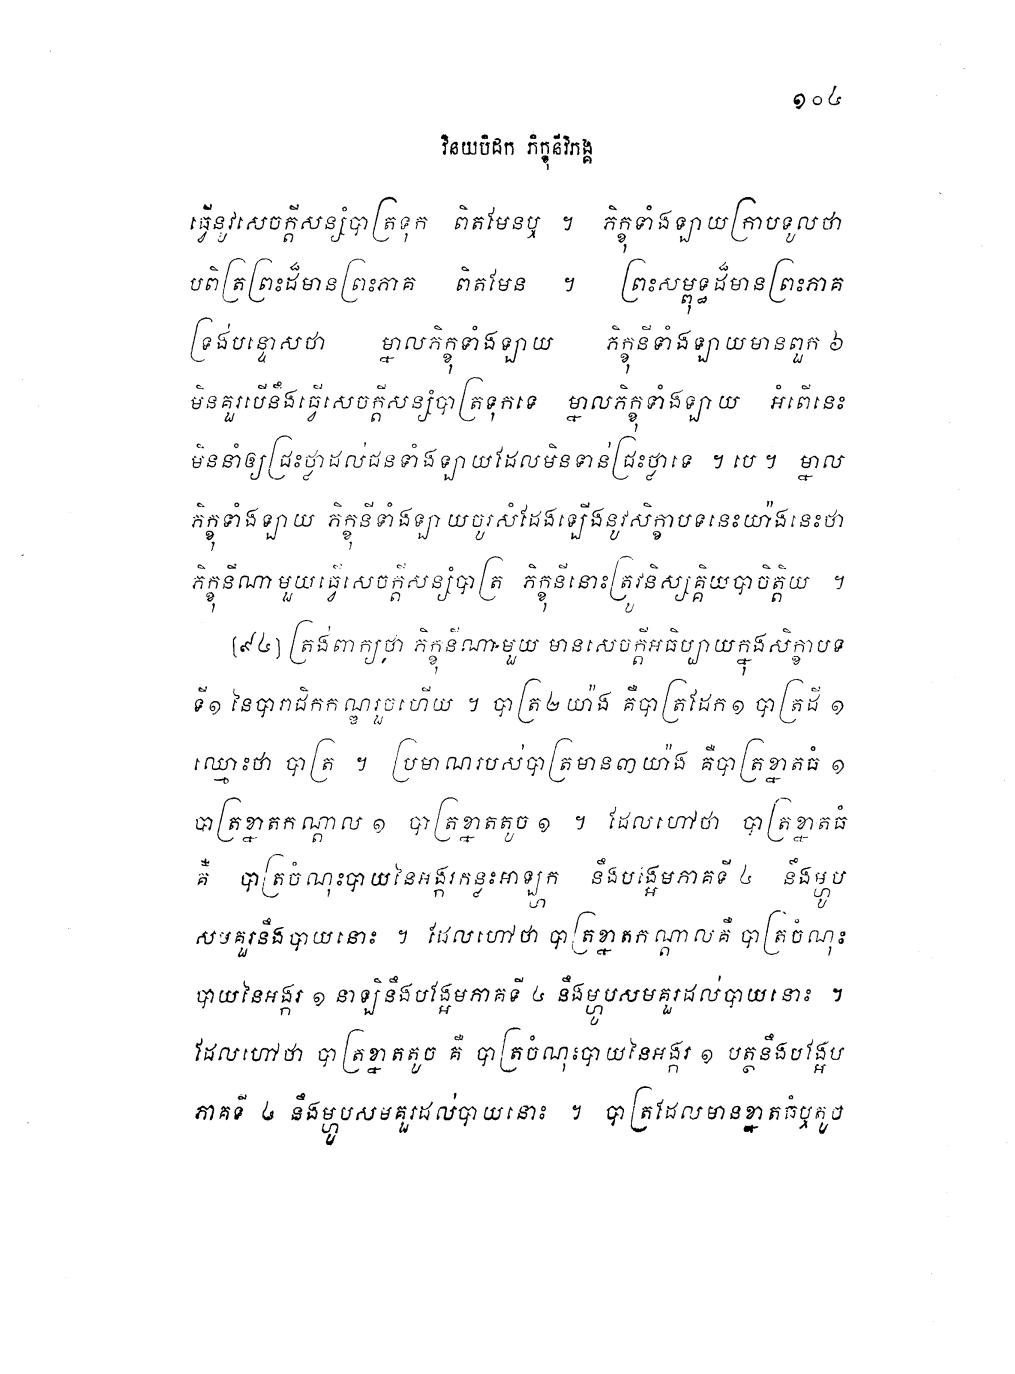 ១០៤
វិនយបិដក ភិក្ខុនីវិភង្គ
ធ្វើនូវសេចក្តីសន្សំបាត្រទុក ពិតមែនឬ ។ ភិក្ខុទាំងឡាយក្រាបទូលថា
បពិត្រព្រះដ៏មានព្រះភាគ ពិតមែន ។ ព្រះសម្ពុទ្ធដ៏មានព្រះភាគ
ទ្រង់បន្ទោសថា ម្នាលភិក្ខុទាំងឡាយ ភិក្ខុនីទាំងឡាយមានពួក ៦
មិនគួរបើនឹងធ្វើសេចក្តីសន្សំបាត្រទុកទេ ម្នាលភិក្ខុទាំងឡាយ អំពើនេះ
មិននាំឲ្យជ្រះថ្លាដល់ជនទាំងឡាយដែលមិនទាន់ជ្រះថ្លាទេ ។ បេ ។ ម្នាល
ភិក្ខុទាំងឡាយ ភិក្ខុនីទាំងឡាយចូរសំដែងឡើងនូវសិក្ខាបទនេះយ៉ាងនេះថា
ភិក្ខុនីណាមួយធ្វើសេចក្តីសន្សំបាត្រ ភិក្ខុនីនោះត្រូវនិស្សគ្គិយបាចិត្តិយ ។
[៩៤] ត្រង់ពាក្យថា ភិក្ខុនីណាមួយ មានសេចក្តីអធិប្បាយក្នុងសិក្ខាបទ
ទី១ នៃបារាជិកកណ្ឌរួចហើយ ។ បាត្រ២យ៉ាង គឺបាត្រដែក១ បាត្រដី ១
ឈ្មោះថា បាត្រ ។ ប្រមាណរបស់បាត្រមាន៣យ៉ាង គឺបាត្រខ្នាតធំ ១
បាត្រខ្នាតកណ្តាល ១ បាត្រខ្នាតតូច ១ ។ ដែលហៅថា បាត្រខ្នាតធំ
គឺ បាត្រចំណុះបាយនៃអង្ករកន្លះអាឡ្ហក នឹងបង្អែមភាគទី ៤ នឹងម្ហូប
សមគួរនឹងបាយនោះ ។ ដែលហៅថា បាត្រខ្នាតកណ្តាលគឺ បាត្រចំណុះ
បាយនៃអង្ករ ១ នាឡិនឹងបង្អែមភាគទី ៤ នឹងម្ហូបសមគួរដល់បាយនោះ ។
ដែលហៅថា បាត្រខ្នាតតូច គឺ បាត្រចំណុះបាយនៃអង្ករ ១ បត្ថនឹងបង្អែប
ភាគទី ៤ នឹងម្ហូបសមគួរដល់បាយនោះ ។ បាត្រដែលមានខ្នាតធំឬតូច